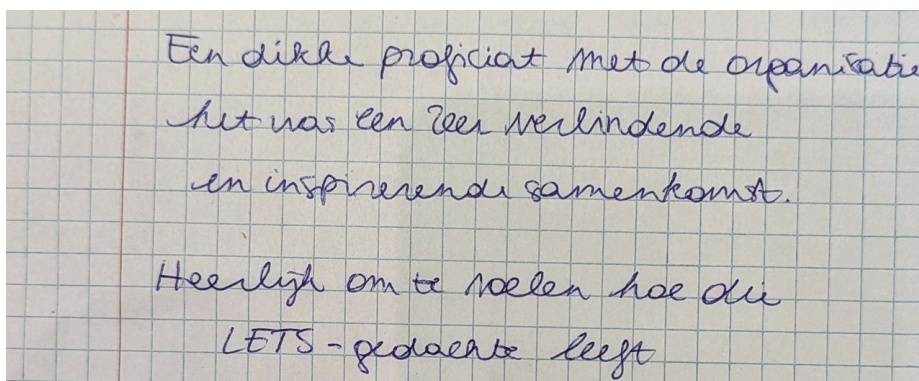 Een dikke proficiat met de organisatie
het was een zeer verbindende
en inspirerende samenkomst.
Heerlijk om te voelen hoe die
LETS-gedachte leeft